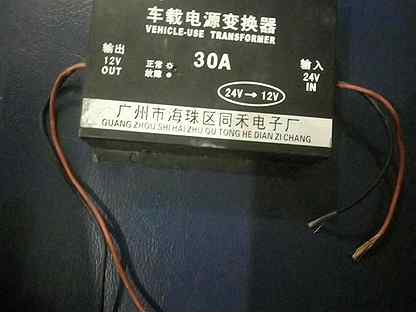 车载电源变换器
VEHICLE-USE TRANSFORMER
输出
12V
OUT
正常
故障
30A
输入
24V
IN
24V→12V
广州市海珠区同禾电子厂
GUANG ZHOU SHI HAI ZHU QU TONG HE DIAN ZI CHANG